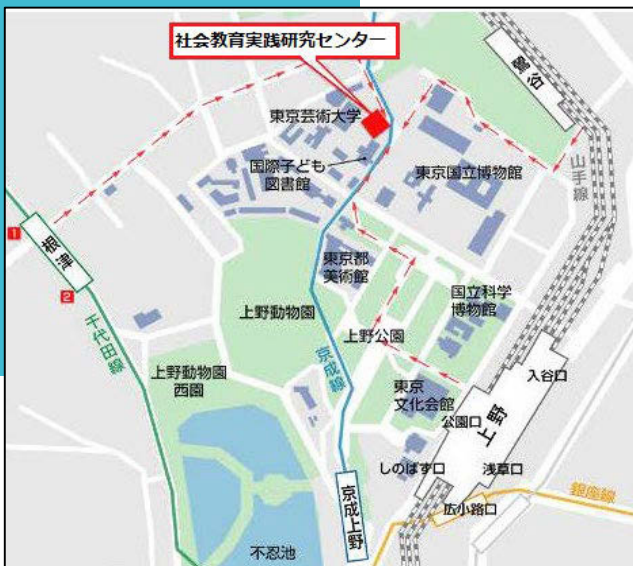 社会教育実践研究センター
鶯谷
東京芸術大学
国際子ども
図書館
東京国立博物館
山手線
1
根津
2
東京都
美術館
国立科学
博物館
上野動物園
上野公園
千代田線
京成線
上野動物園
西園
東京
文化会館
入谷口
公園口
上野
しのばず口
浅草口
京成上野
銀座線
広小路口
不忍池